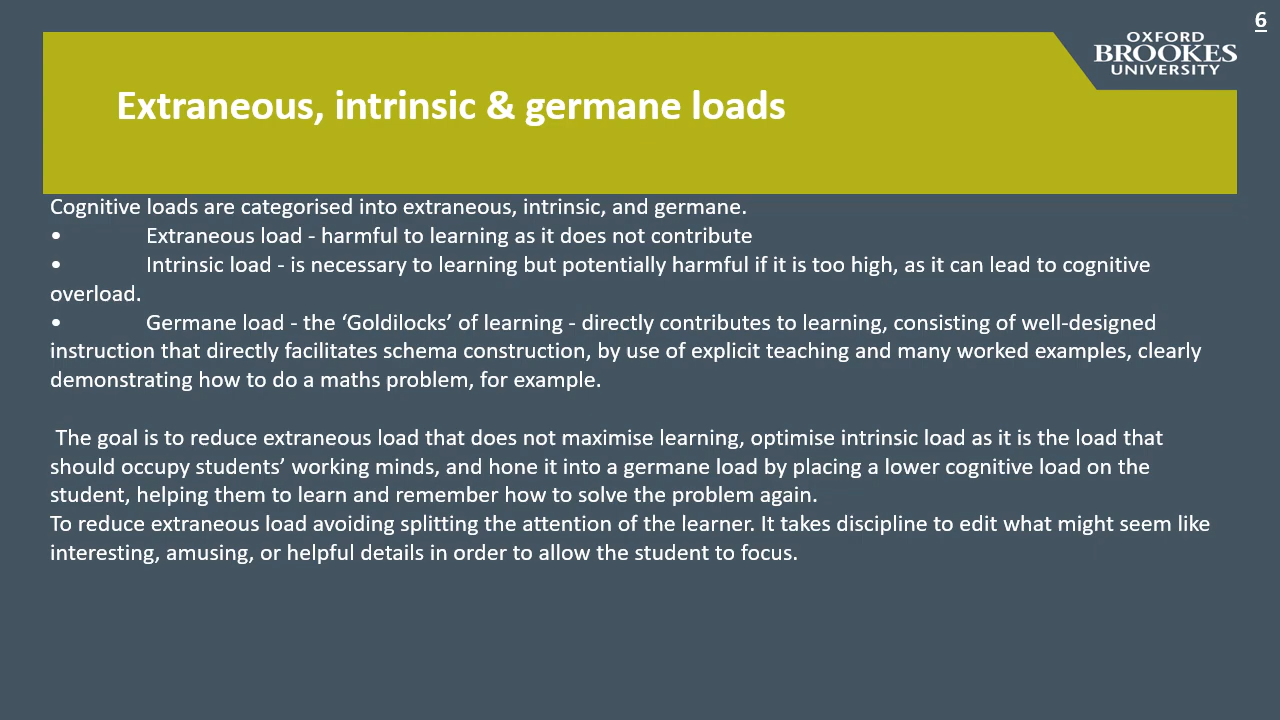 6
OXFORD
BROOKES
UNIVERSITY
Extraneous, intrinsic & germane loads
Cognitive loads are categorised into extraneous, intrinsic, and germane.
• Extraneous load - harmful to learning as it does not contribute
• Intrinsic load - is necessary to learning but potentially harmful if it is too high, as it can lead to cognitive
overload.
• Germane load - the ‘Goldilocks’ of learning - directly contributes to learning, consisting of well-designed
instruction that directly facilitates schema construction, by use of explicit teaching and many worked examples, clearly
demonstrating how to do a maths problem, for example.
The goal is to reduce extraneous load that does not maximise learning, optimise intrinsic load as it is the load that
should occupy students’ working minds, and hone it into a germane load by placing a lower cognitive load on the
student, helping them to learn and remember how to solve the problem again.
To reduce extraneous load avoiding splitting the attention of the learner. It takes discipline to edit what might seem like
interesting, amusing, or helpful details in order to allow the student to focus.